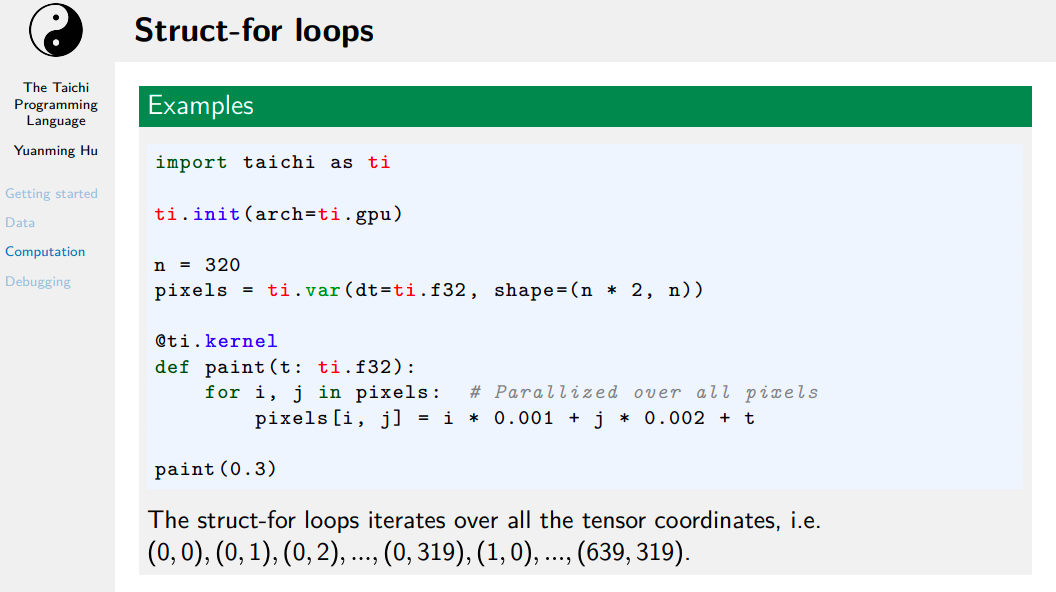 Struct-for loops
The Taichi
Programming
Language
Yuanming Hu
Getting started
Data
Computation
Debugging
Examples
import taichi as ti
ti.init(arch=ti.gpu)
n = 320
pixels = ti.var(dt=ti.f32, shape=(n * 2, n))
@ti.kernel
def paint(t: ti.f32):
    for i, j in pixels:  # Parallized over all pixels
        pixels[i, j] = i * 0.001 + j * 0.002 + t
paint(0.3)
The struct-for loops iterates over all the tensor coordinates, i.e.
(0, 0), (0, 1), (0, 2), ..., (0, 319), (1, 0), ..., (639, 319).